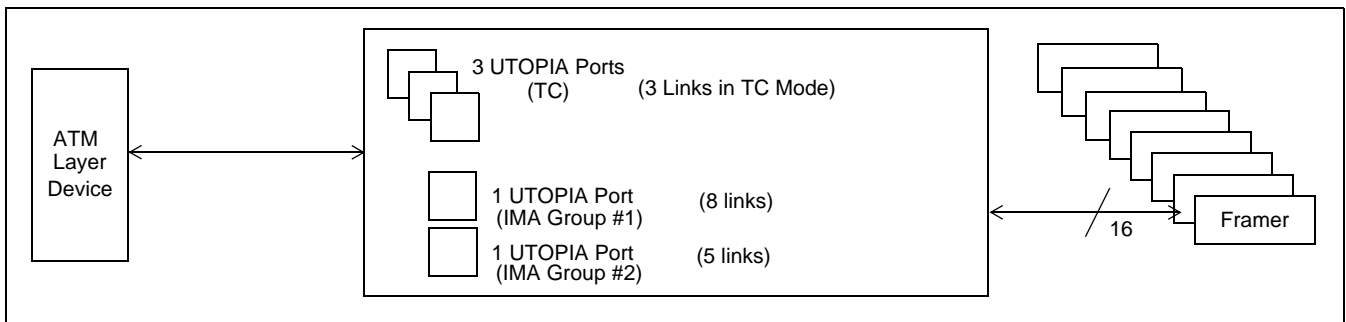 ATM
Layer
Device
3 UTOPIA Ports
(TC)
(3 Links in TC Mode)
1 UTOPIA Port
(IMA Group #1)
(8 links)
1 UTOPIA Port
(IMA Group #2)
(5 links)
16
Framer